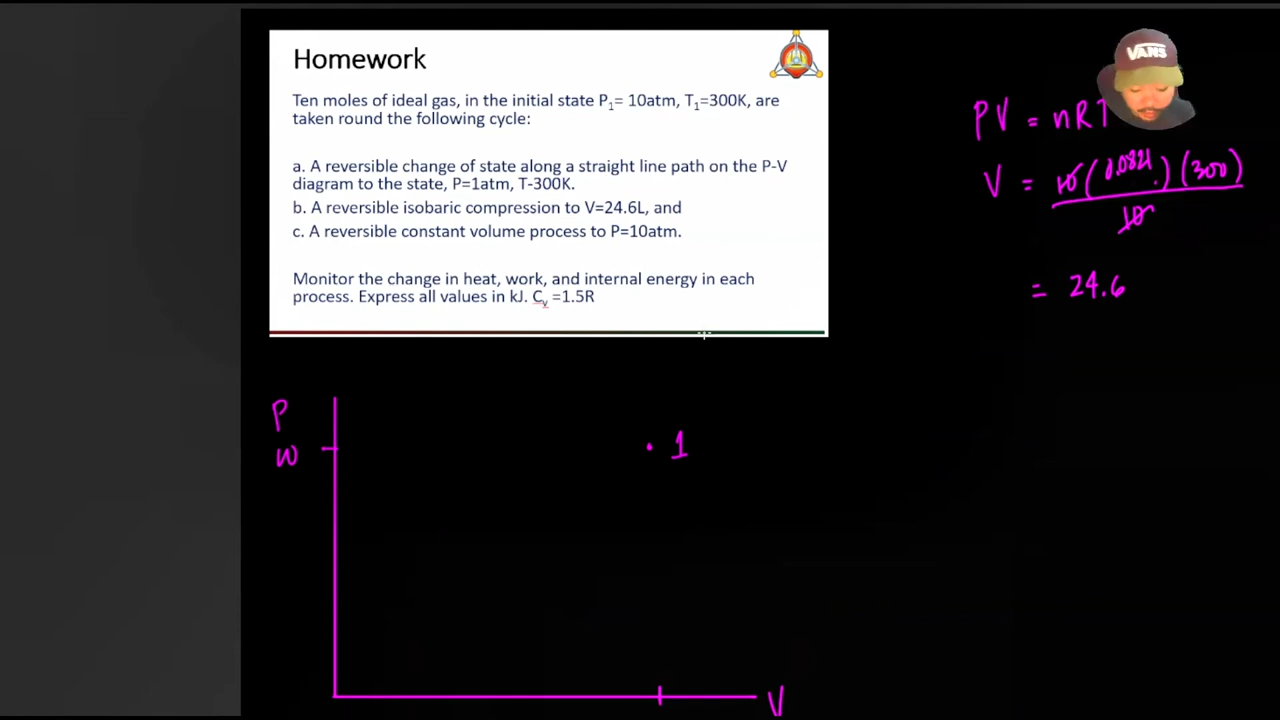 Homework
Ten moles of ideal gas, in the initial state P₁= 10atm, T₁=300K, are
taken round the following cycle:
a. A reversible change of state along a straight line path on the P-V
diagram to the state, P=1atm, T-300K.
b. A reversible isobaric compression to V=24.6L, and
c. A reversible constant volume process to P=10atm.
Monitor the change in heat, work, and internal energy in each
process. Express all values in kJ. Cᵥ =1.5R
VANS
PV = nRT
V = 10(0.0821)(300)
10
= 24.6
P
10
1
V